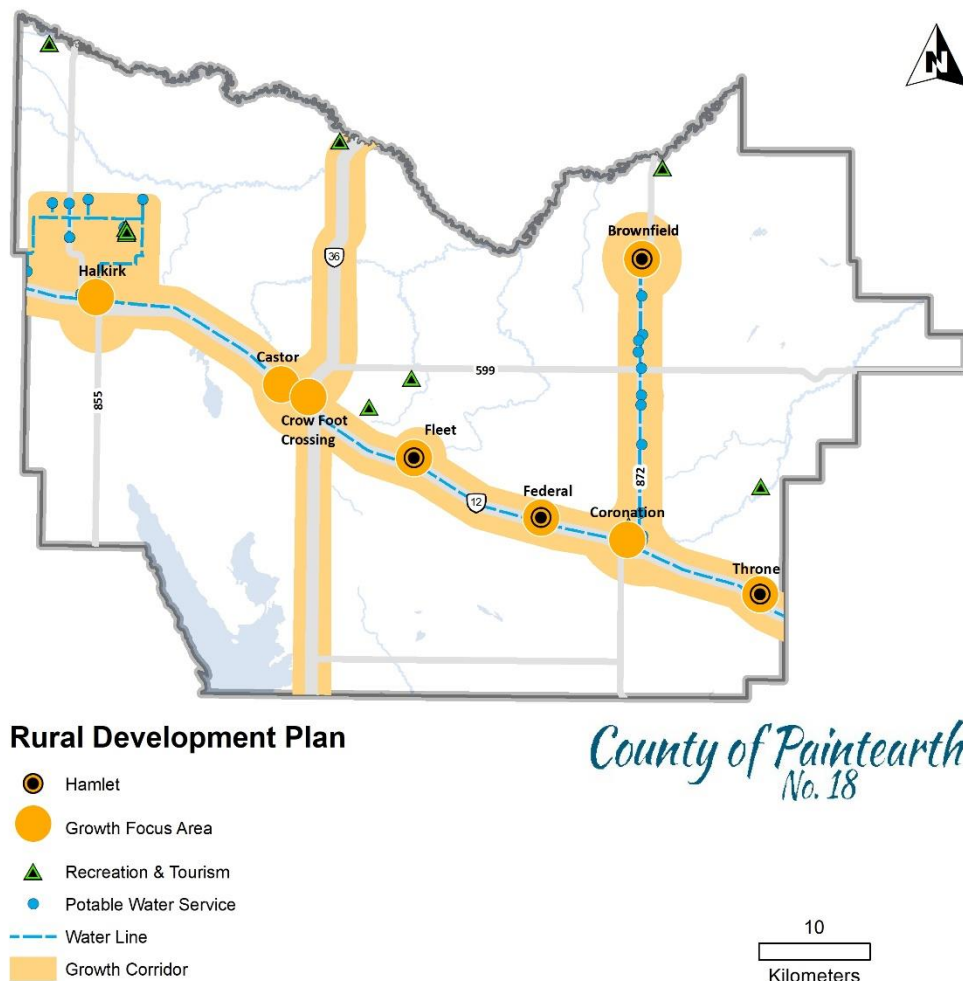 N
Brownfield
36
Halkirk
Castor
599
855
Crow Foot
Crossing
Fleet
872
12
Federal
Coronation
Throne
Rural Development Plan
County of Paintearth
No. 18
Hamlet
Growth Focus Area
Recreation & Tourism
Potable Water Service
Water Line
Growth Corridor
10
Kilometers